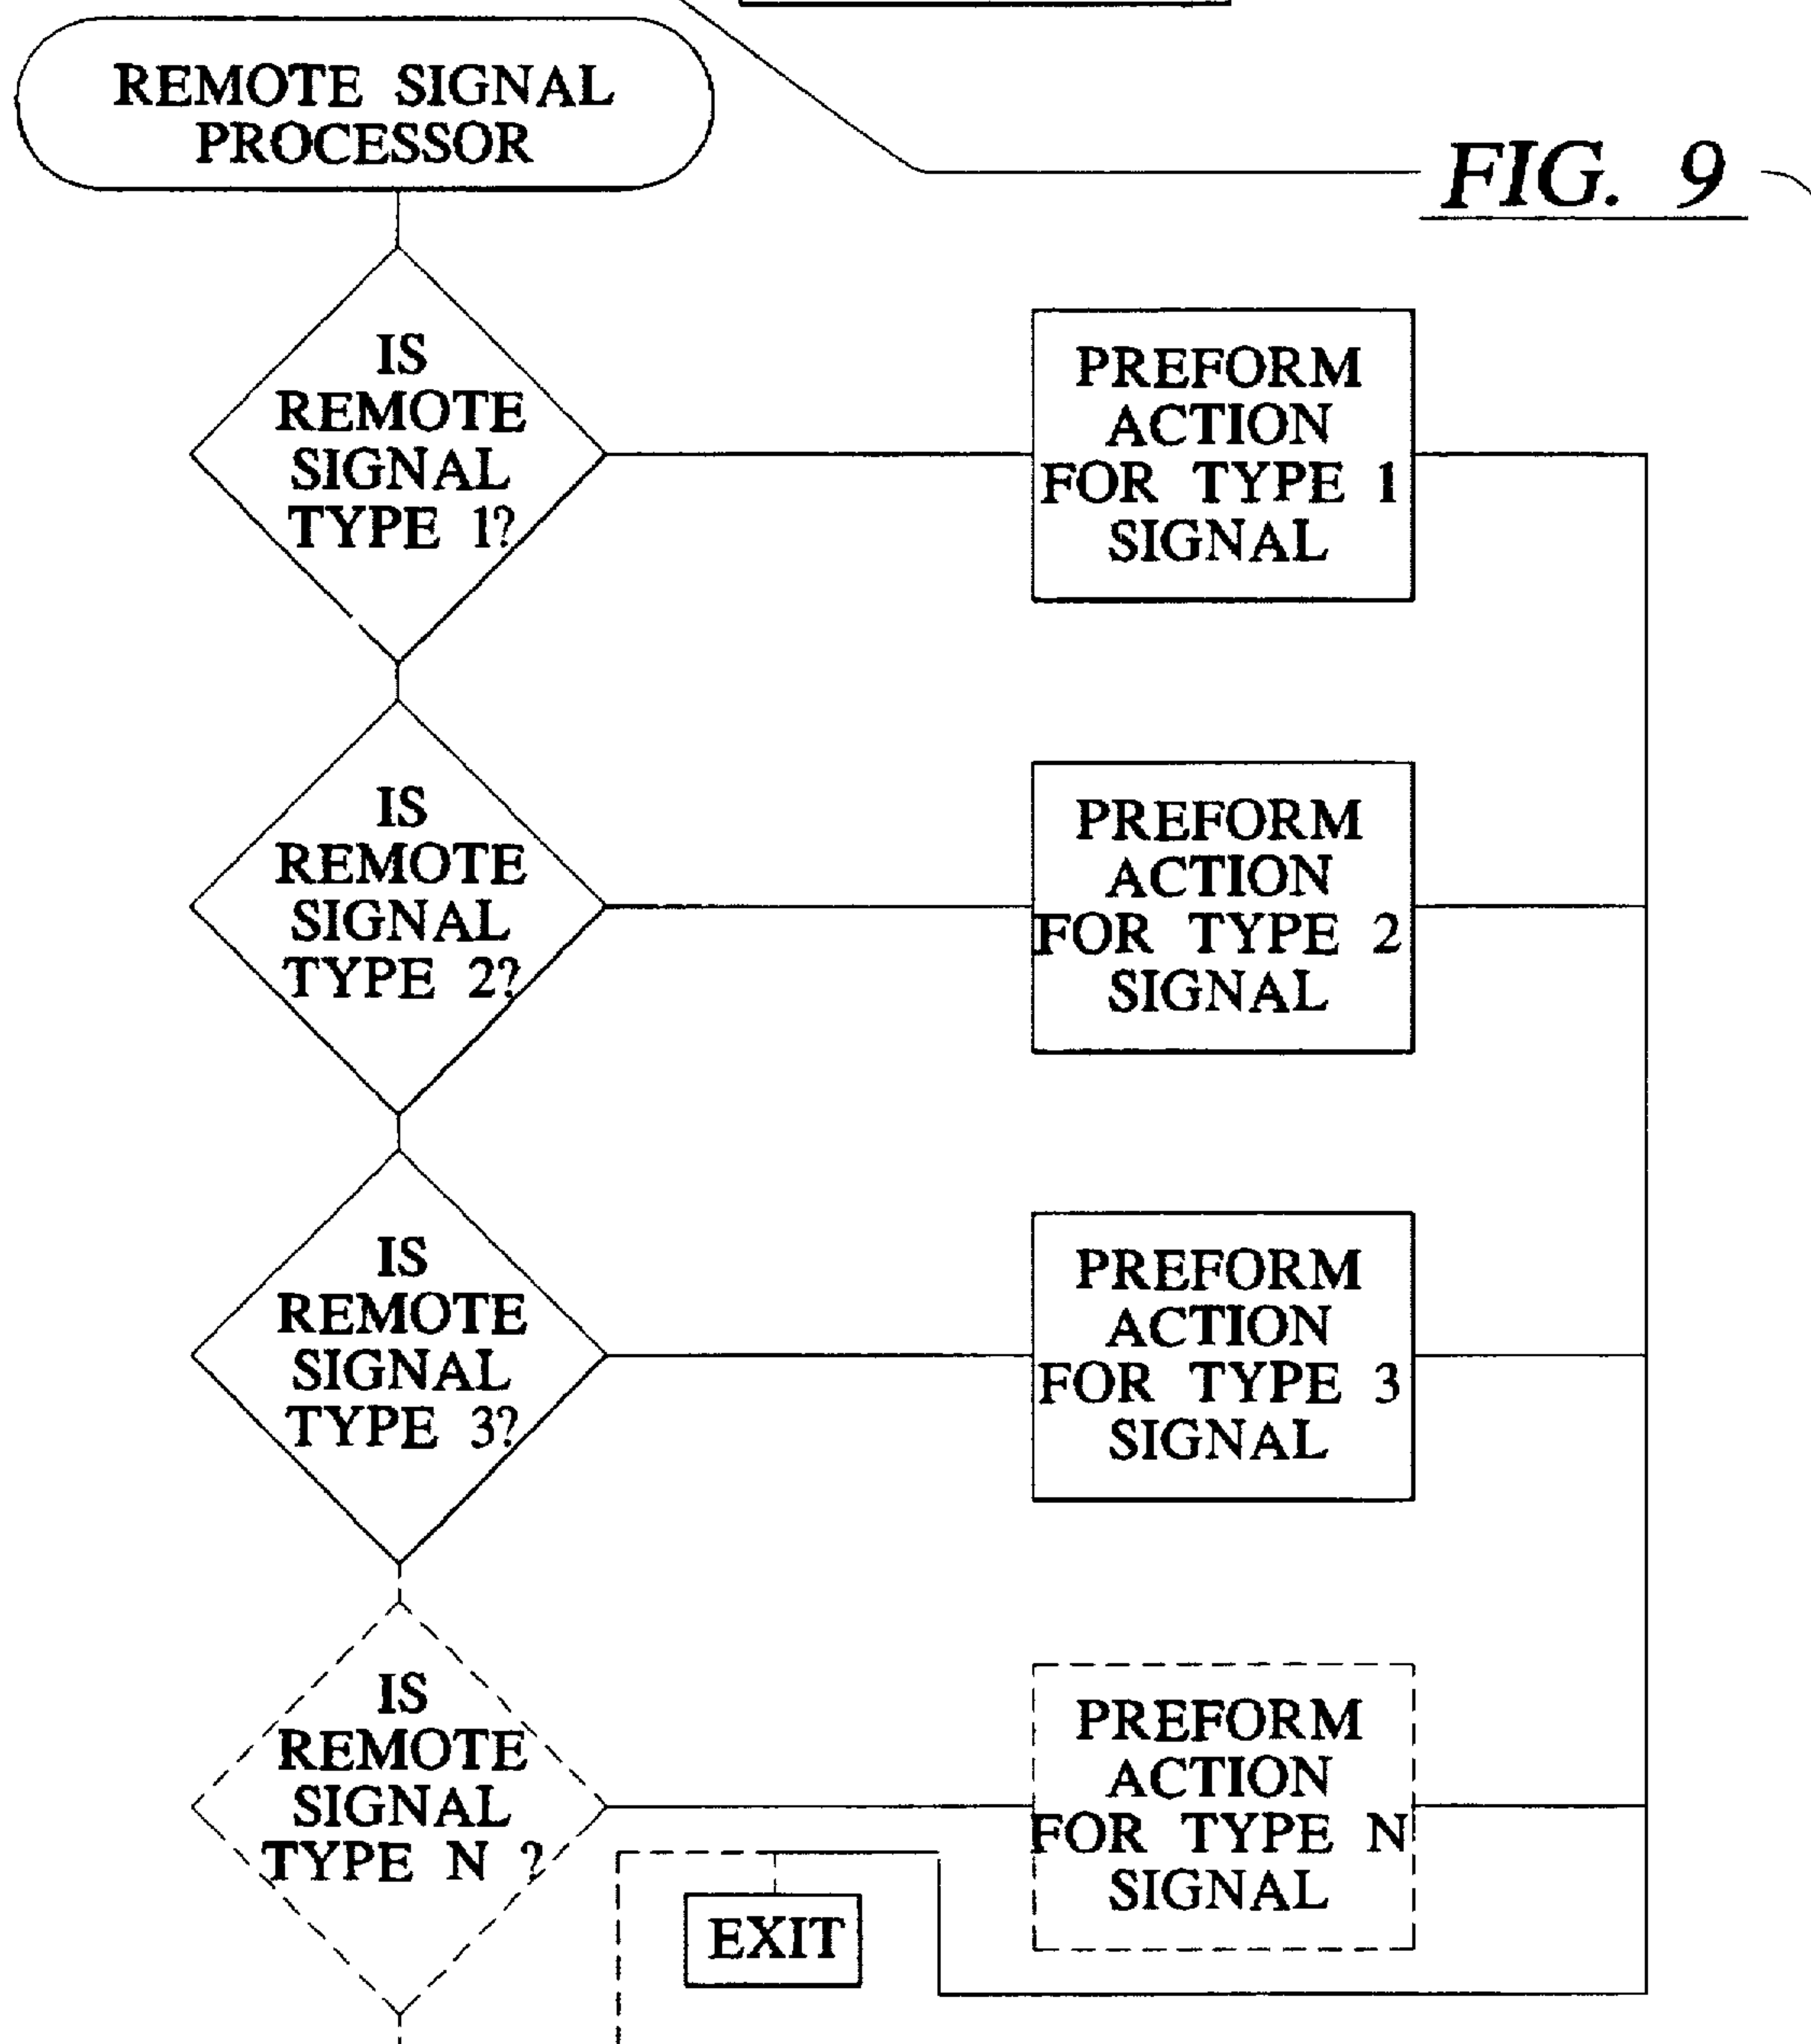 REMOTE SIGNAL
PROCESSOR
FIG. 9
IS
REMOTE
SIGNAL
TYPE 1?
PREFORM
ACTION
FOR TYPE 1
SIGNAL
IS
REMOTE
SIGNAL
TYPE 2?
PREFORM
ACTION
FOR TYPE 2
SIGNAL
IS
REMOTE
SIGNAL
TYPE 3?
PREFORM
ACTION
FOR TYPE 3
SIGNAL
IS
REMOTE
SIGNAL
TYPE N ?
PREFORM
ACTION
FOR TYPE N
SIGNAL
EXIT